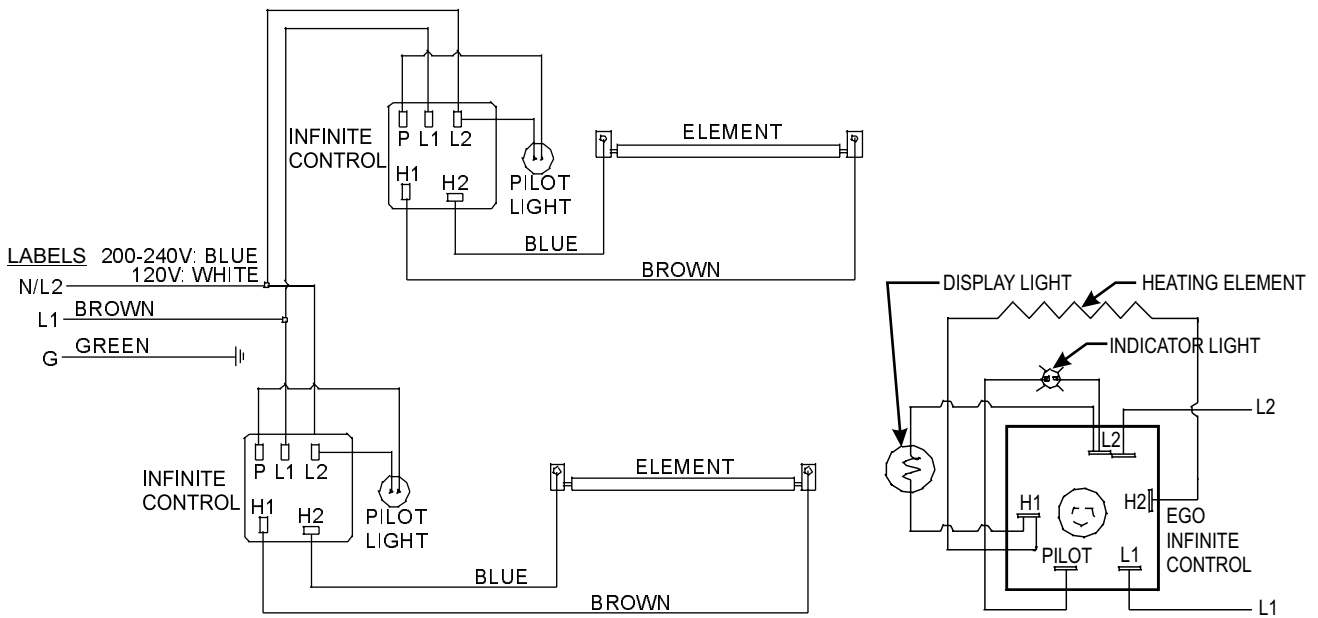 P L1 L2
INFINITE
CONTROL
H1
H2
PILOT
LIGHT
ELEMENT
BLUE
BROWN
LABELS 200-240V: BLUE
120V: WHITE
N/L2
L1 BROWN
G GREEN
P L1 L2
INFINITE
CONTROL
H1
H2
PILOT
LIGHT
ELEMENT
BLUE
BROWN
DISPLAY LIGHT
HEATING ELEMENT
INDICATOR LIGHT
L2
L2
H1
H2
EGO
INFINITE
CONTROL
PILOT
L1
L1